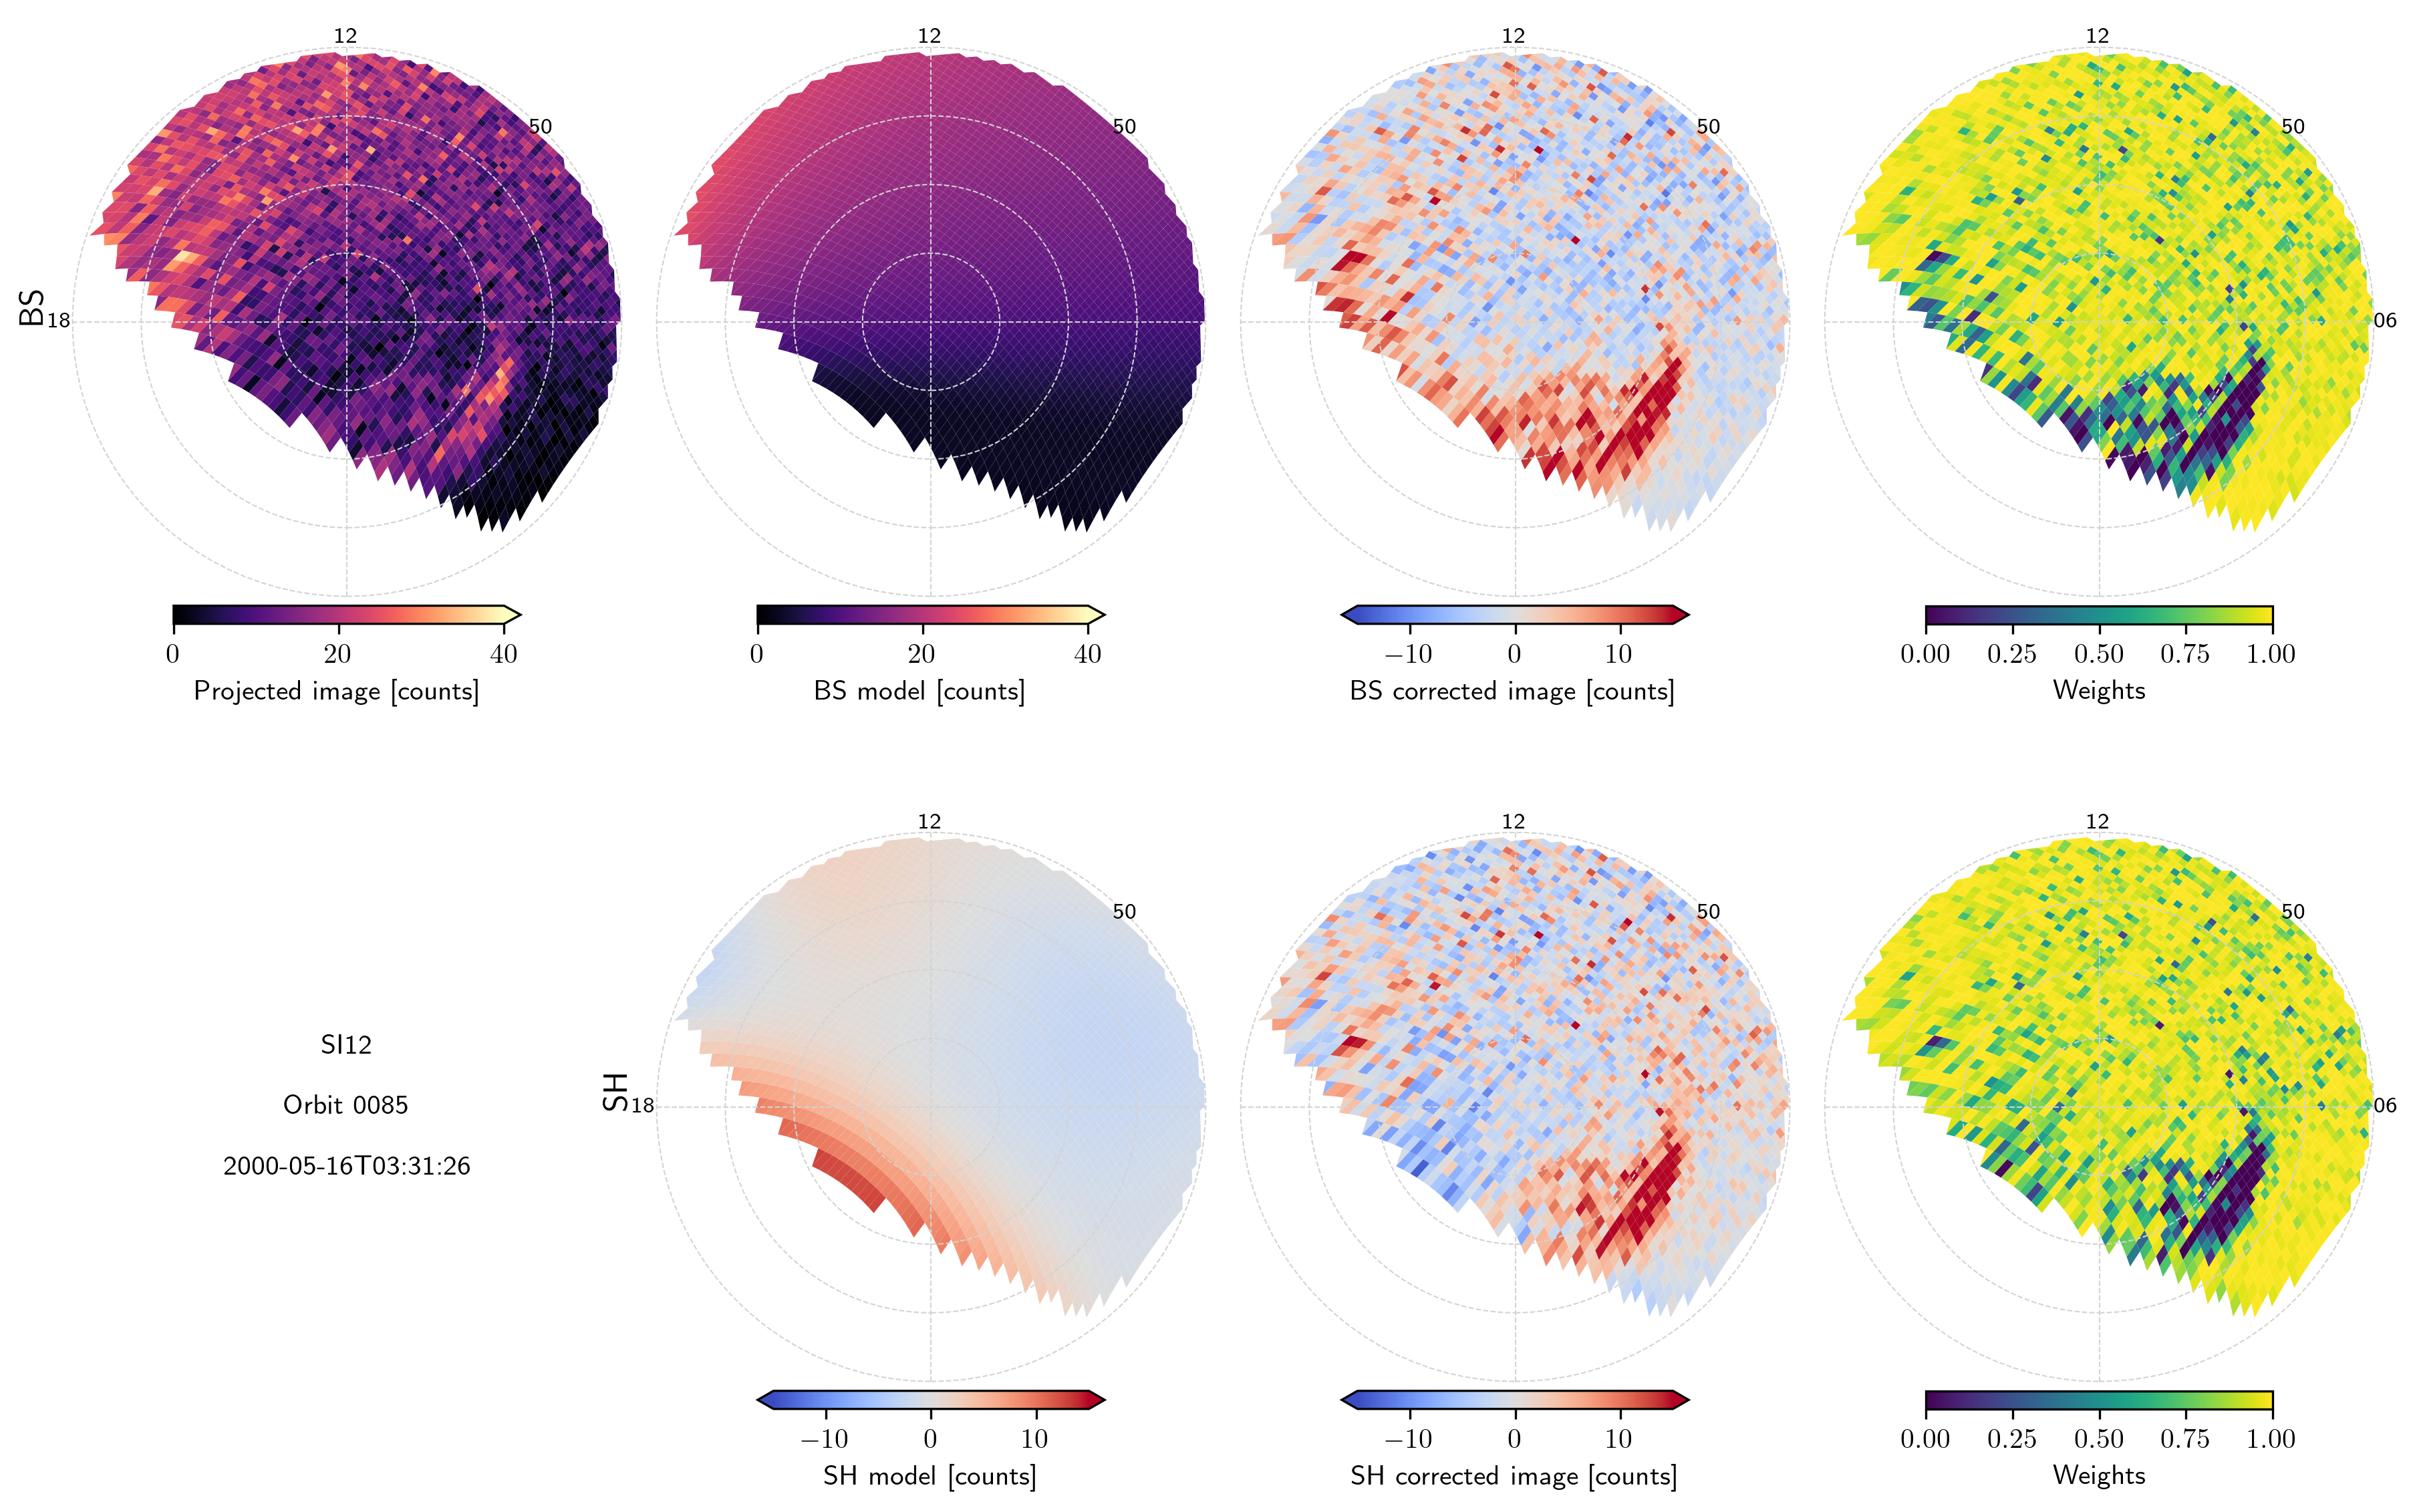 12 12 12 12
50 50 50 50
BS 18 06
0 20 40 0 20 40 −10 0 10 0.00 0.25 0.50 0.75 1.00
Projected image [counts] BS model [counts] BS corrected image [counts] Weights
12 12 12
50 50 50
SI12
Orbit 0085
2000-05-16T03:31:26
SH 18 06
−10 0 10 −10 0 10 0.00 0.25 0.50 0.75 1.00
SH model [counts] SH corrected image [counts] Weights